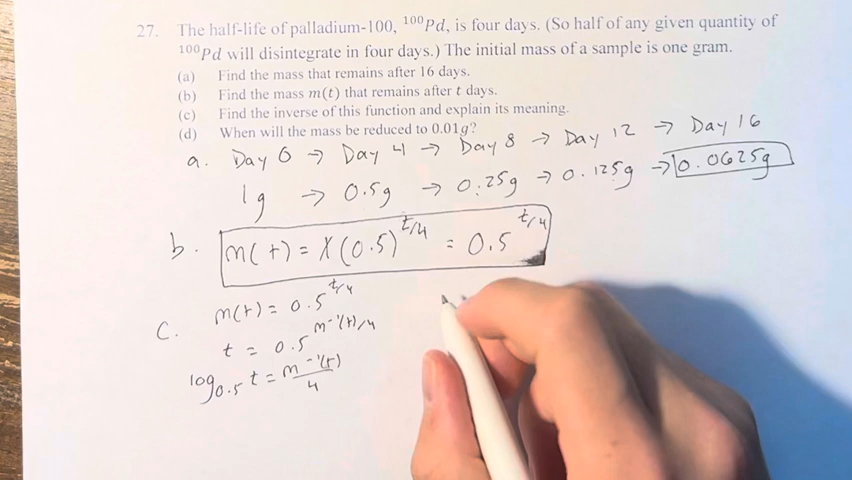 27. The half-life of palladium-100, ¹⁰⁰Pd, is four days. (So half of any given quantity of
¹⁰⁰Pd will disintegrate in four days.) The initial mass of a sample is one gram.
(a) Find the mass that remains after 16 days.
(b) Find the mass m(t) that remains after t days.
(c) Find the inverse of this function and explain its meaning.
(d) When will the mass be reduced to 0.01g?
a. Day 0 → Day 4 → Day 8 → Day 12 → Day 16
1g → 0.5g → 0.25g → 0.125g → 0.0625g
b. m(t) = 1(0.5)^(t/4) = 0.5^(t/4)
c. m(t) = 0.5^(t/4)
t = 0.5^(m⁻¹(t)/4)
log₀.₅ t = m⁻¹(t)/4